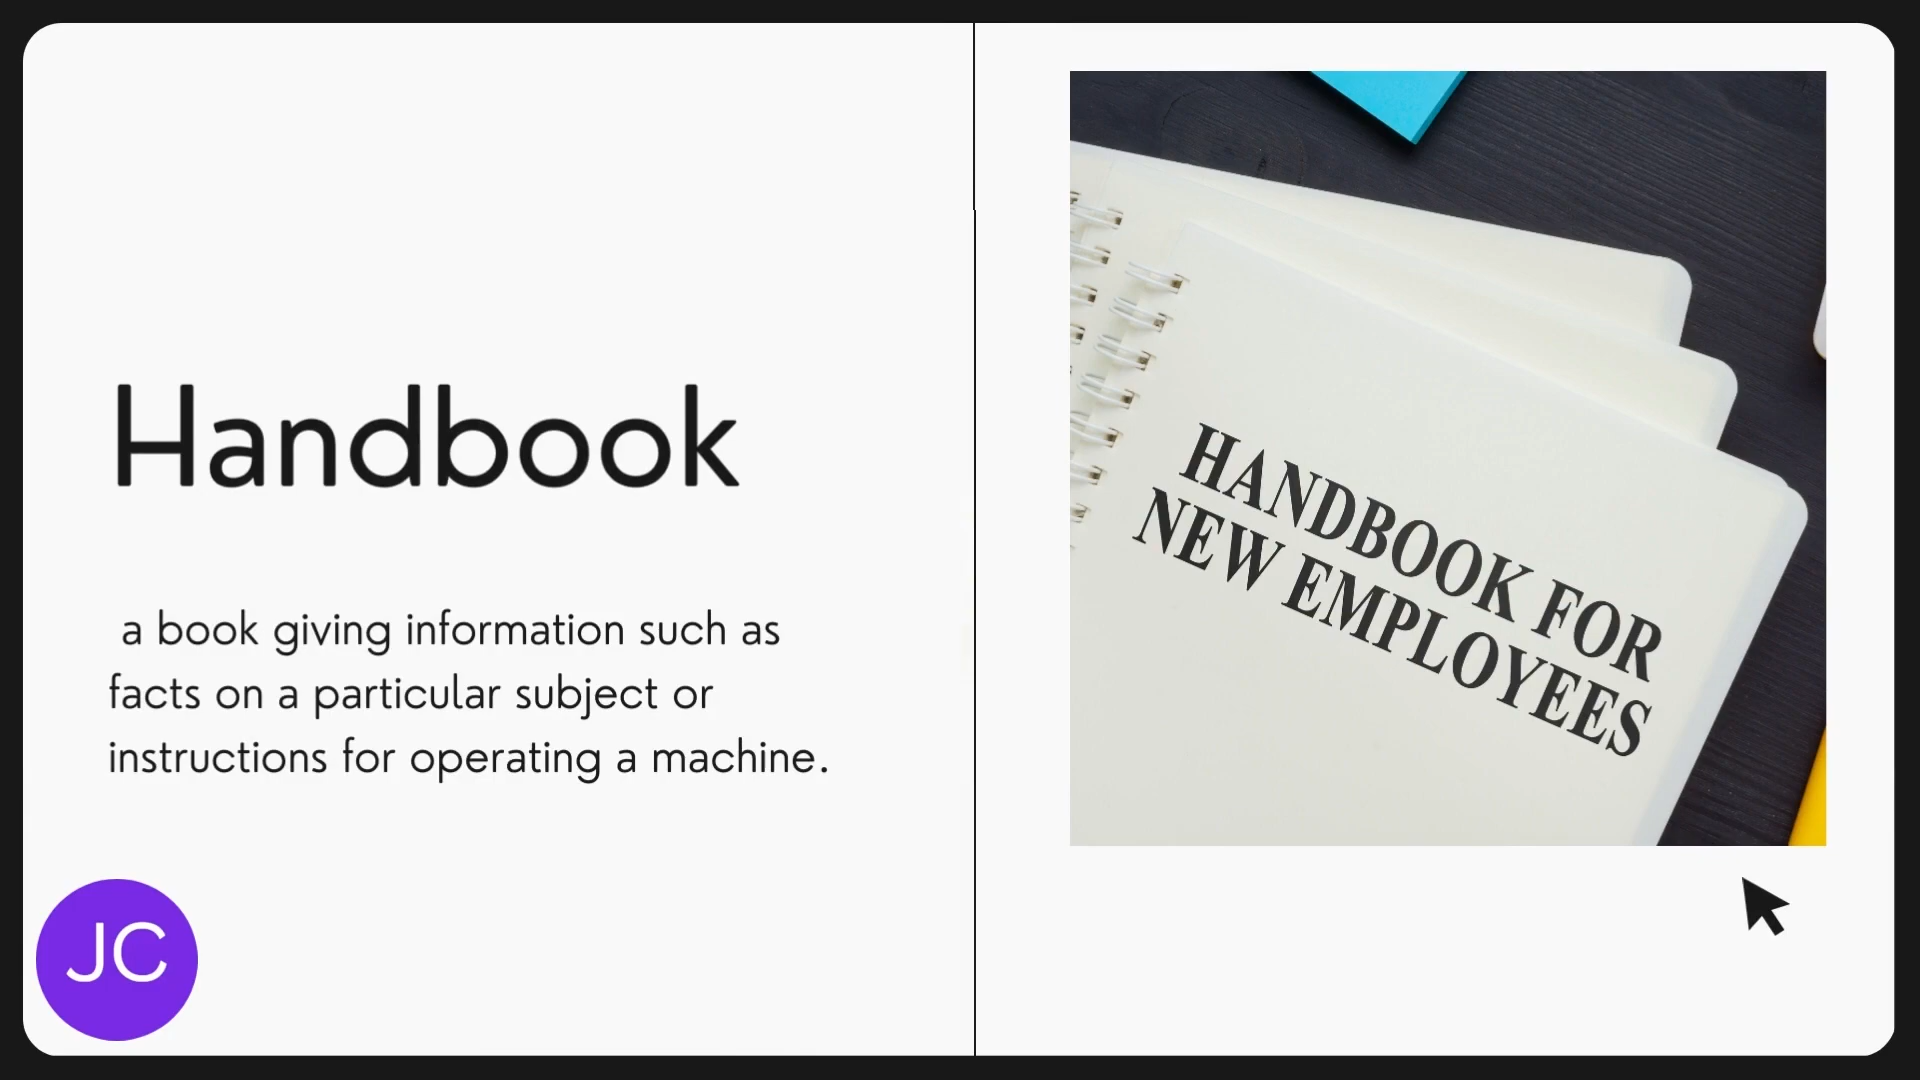 Handbook
a book giving information such as
facts on a particular subject or
instructions for operating a machine.
JC
HANDBOOK FOR
NEW EMPLOYEES